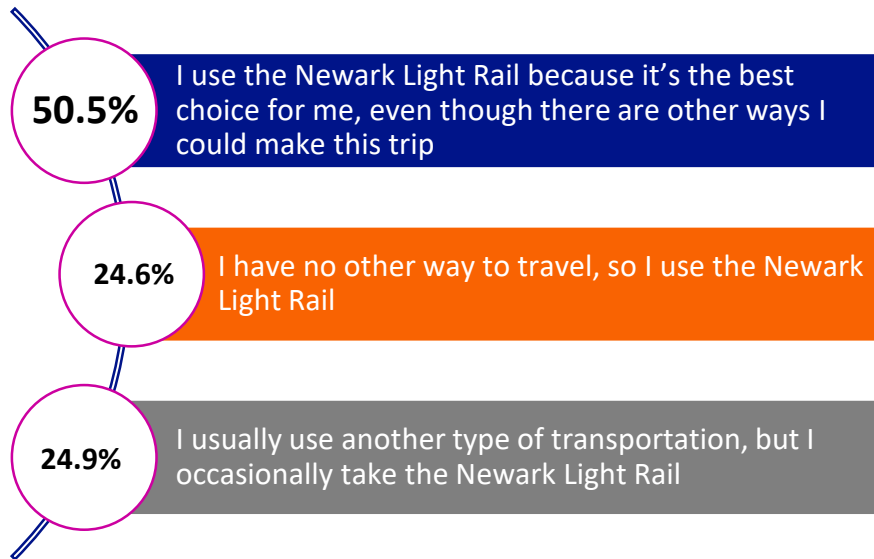 50.5%
I use the Newark Light Rail because it’s the best
choice for me, even though there are other ways I
could make this trip
24.6%
I have no other way to travel, so I use the Newark
Light Rail
24.9%
I usually use another type of transportation, but I
occasionally take the Newark Light Rail